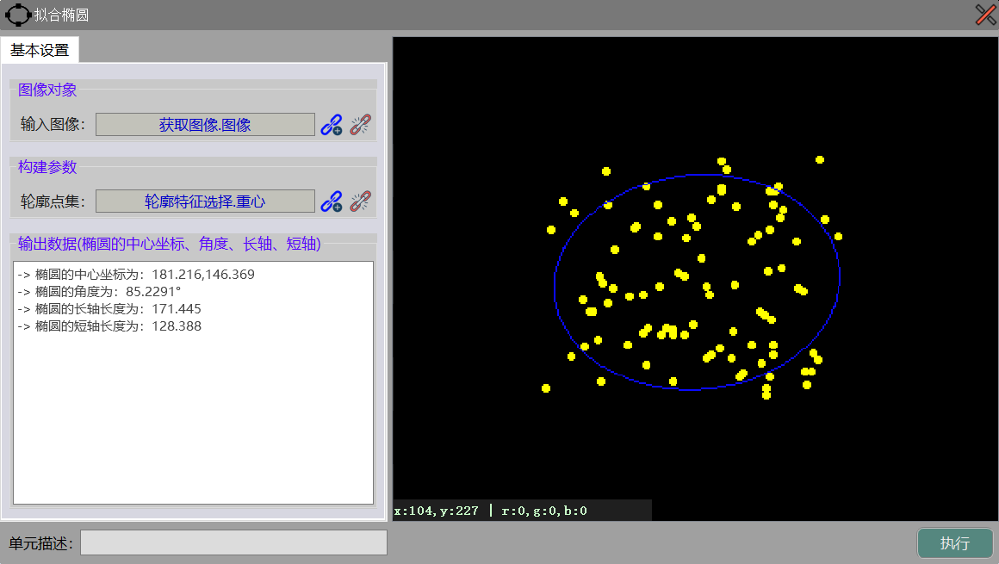 拟合椭圆
基本设置
图像对象
输入图像：
获取图像.图像
构建参数
轮廓点集：
轮廓特征选择.重心
输出数据(椭圆的中心坐标、角度、长轴、短轴)
-> 椭圆的中心坐标为：181.216,146.369
-> 椭圆的角度为：85.2291°
-> 椭圆的长轴长度为：171.445
-> 椭圆的短轴长度为：128.388
x:104,y:227 | r:0,g:0,b:0
单元描述：
执行